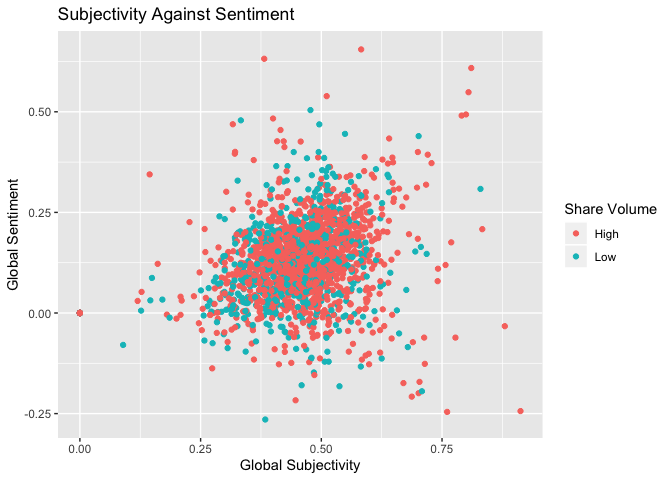 Subjectivity Against Sentiment
Global Sentiment
0.50
0.25
0.00
-0.25
0.00 0.25 0.50 0.75
Global Subjectivity
Share Volume
High
Low